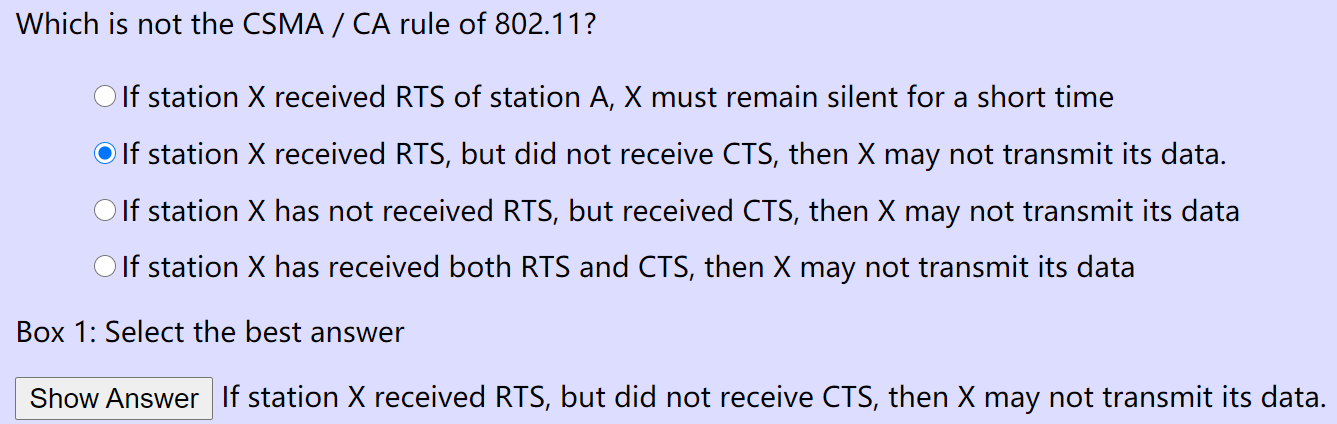 Which is not the CSMA / CA rule of 802.11?
If station X received RTS of station A, X must remain silent for a short time
If station X received RTS, but did not receive CTS, then X may not transmit its data.
If station X has not received RTS, but received CTS, then X may not transmit its data
If station X has received both RTS and CTS, then X may not transmit its data
Box 1: Select the best answer
Show Answer If station X received RTS, but did not receive CTS, then X may not transmit its data.